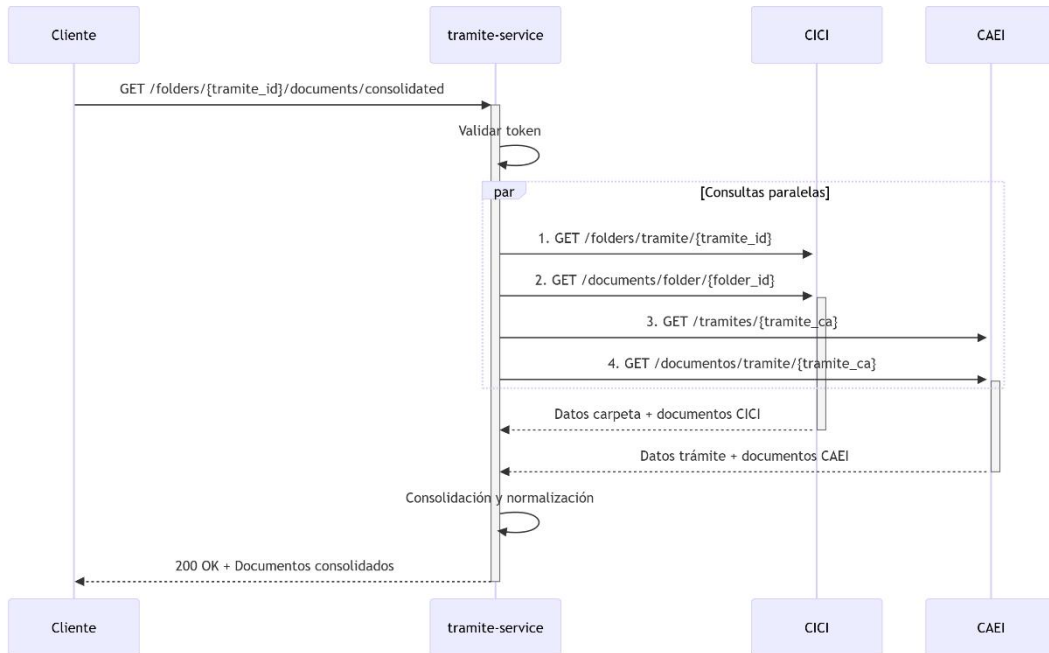 Cliente
tramite-service
CICI
CAEI
GET /folders/{tramite_id}/documents/consolidated
Validar token
par
[Consultas paralelas]
1. GET /folders/tramite/{tramite_id}
2. GET /documents/folder/{folder_id}
3. GET /tramites/{tramite_ca}
4. GET /documentos/tramite/{tramite_ca}
Datos carpeta + documentos CICI
Datos trámite + documentos CAEI
Consolidación y normalización
200 OK + Documentos consolidados
Cliente
tramite-service
CICI
CAEI